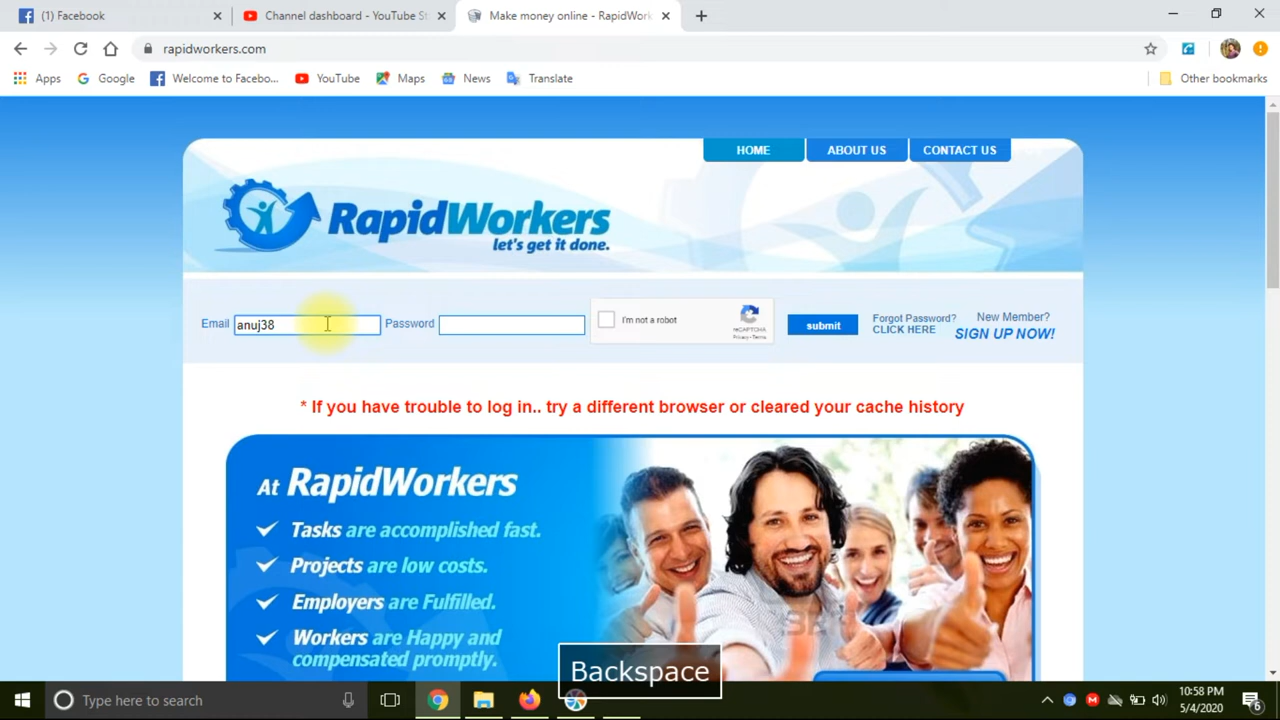 (1) Facebook
Channel dashboard - YouTube St
Make money online - RapidWork
rapidworkers.com
Apps
Google
Welcome to Facebo...
YouTube
Maps
News
Translate
Other bookmarks
HOME
ABOUT US
CONTACT US
RapidWorkers
let's get it done.
Email
anuj38
Password
I'm not a robot
reCAPTCHA
Privacy - Terms
submit
Forgot Password?
CLICK HERE
New Member?
SIGN UP NOW!
* If you have trouble to log in.. try a different browser or cleared your cache history
At RapidWorkers
Tasks are accomplished fast.
Projects are low costs.
Employers are Fulfilled.
Workers are Happy and
compensated promptly.
Backspace
Type here to search
10:58 PM
5/4/2020
6